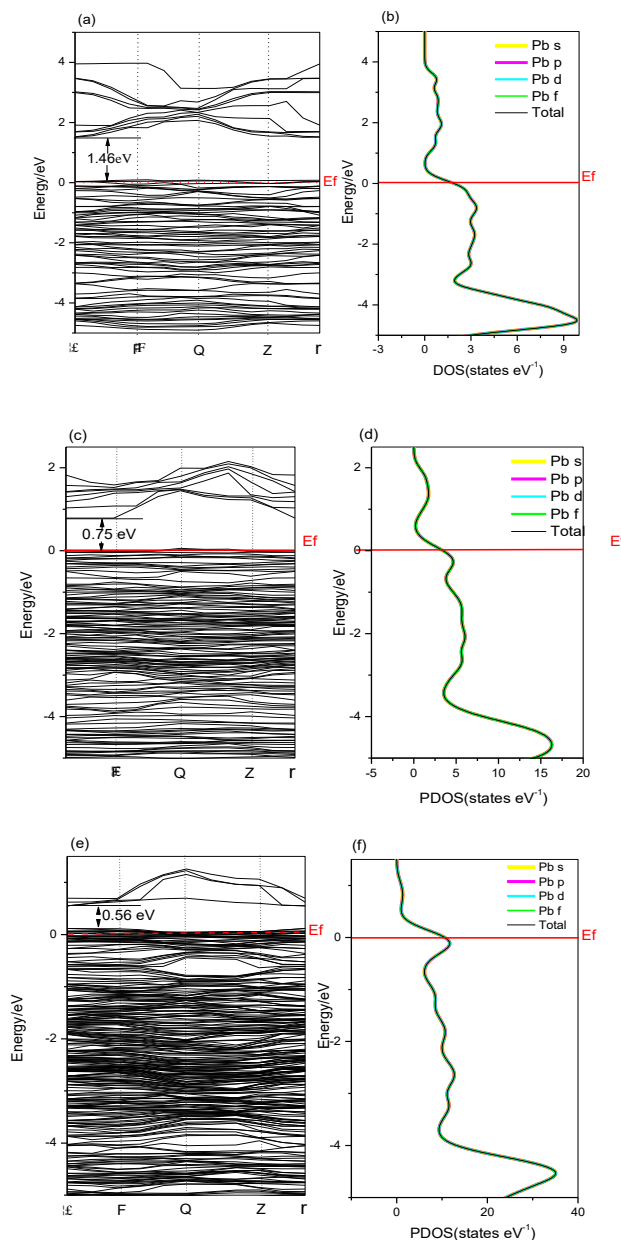 (a)
4
2
0
-2
-4
Energy/eV
1.46eV
Ef
F
Q
Z
r
(b)
Pb s
Pb p
Pb d
Pb f
Total
4
2
0
-2
-4
Energy/eV
Ef
-3
0
3
6
9
DOS(states eV⁻¹)
(c)
2
0
-2
-4
Energy/eV
0.75 eV
Ef
Q
Z
r
(d)
Pb s
Pb p
Pb d
Pb f
Total
2
0
-2
-4
Energy/eV
Ef
-5
0
5
10
15
20
PDOS(states eV⁻¹)
(e)
0
-2
-4
Energy/eV
0.56 eV
Ef
F
Q
Z
r
(f)
Pb s
Pb p
Pb d
Pb f
Total
0
-2
-4
Energy/eV
Ef
0
20
40
PDOS(states eV⁻¹)